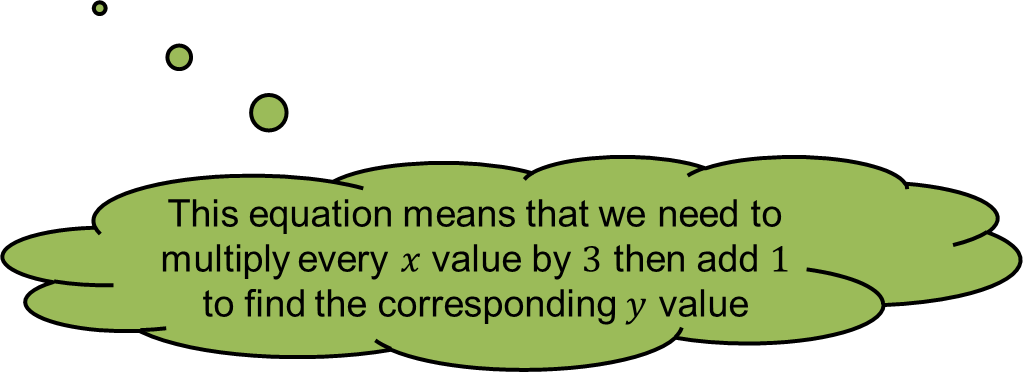 This equation means that we need to
multiply every 𝑥 value by 3 then add 1
to find the corresponding 𝑦 value